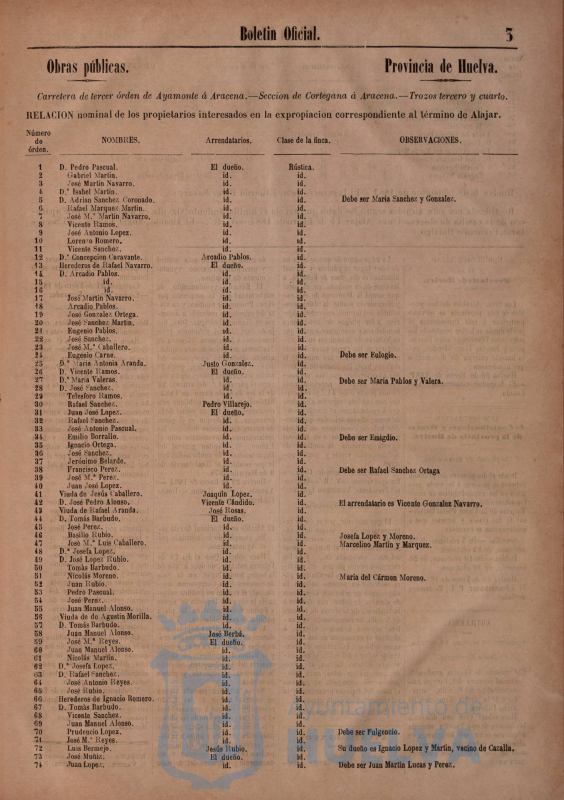 Boletin Oficial. 3
Obras públicas. Provincia de Huelva.
Carretera de tercer órden de Ayamonte á Aracena.—Seccion de Cortegana á Aracena.—Trozos tercero y cuarto.
RELACION nominal de los propietarios interesados en la expropiacion correspondiente al término de Alajar.
Número de órden. NOMBRES. Arrendatarios. Clase de la finca. OBSERVACIONES.
1 D. Pedro Pascual. El dueño. Rústica.
2 Gabriel Martin. id. id.
3 José Martin Navarro. id. id.
4 D.ª Isabel Martin. id. id.
5 D. Adrian Sanchez Coronado. id. id. Debe ser Maria Sanchez y Gonzalez.
6 Rafael Marquez Martin. id. id.
7 José M.ª Martin Navarro. id. id.
8 Vicente Ramos. id. id.
9 José Antonio Lopez. id. id.
10 Lorenzo Romero. id. id.
11 Vicente Sanchez. id. id.
12 D.ª Concepcion Caravante. Arcadio Pablos. id.
13 Herederos de Rafael Navarro. El dueño. id.
14 D. Arcadio Pablos. id. id.
15 id. id. id.
16 id. id. id.
17 José Martin Navarro. id. id.
18 Arcadio Pablos. id. id.
19 José Gonzalez Ortega. id. id.
20 José Sanchez Martin. id. id.
21 Eugenio Pablos. id. id.
22 José Sanchez. id. id.
23 José M.ª Caballero. id. id.
24 Eugenio Carne. id. id. Debe ser Eulogio.
25 D.ª Maria Antonia Aranda. Justo Gonzalez. id.
26 D. Vicente Ramos. El dueño. id.
27 D.ª Maria Valeras. id. id. Debe ser Maria Pablos y Valera.
28 D. José Sanchez. id. id.
29 Telesforo Ramos. id. id.
30 Rafael Sanchez. Pedro Villarejo. id.
31 Juan José Lopez. El dueño. id.
32 Rafael Sanchez. id. id.
33 José Antonio Pascual. id. id.
34 Emilio Borrallo. id. id. Debe ser Emigdio.
35 Ignacio Ortega. id. id.
36 José Sanchez. id. id.
37 Jerónimo Belarde. id. id.
38 Francisco Perez. id. id. Debe ser Rafael Sanchez Ortega
39 José M.ª Perez. id. id.
40 Juan José Lopez. id. id.
41 Viuda de Jesús Caballero. Joaquin Lopez. id.
42 D. José Pedro Alonso. Vicente Cándido. id. El arrendatario es Vicente Gonzalez Navarro.
43 Viuda de Rafael Aranda. José Rosas. id.
44 D. Tomás Barbudo. El dueño. id.
45 José Perez. id. id.
46 Basilio Rubio. id. id. Josefa Lopez y Moreno.
47 José M.ª Luis Caballero. id. id. Marcelino Martin y Marquez.
48 D.ª Josefa Lopez. id. id.
49 D. José Lopez Rubio. id. id.
50 Tomás Barbudo. id. id.
51 Nicolás Moreno. id. id. Maria del Cármon Moreno.
52 Juan Rubio. id. id.
53 Pedro Pascual. id. id.
54 José Perez. id. id.
55 Juan Manuel Alonso. id. id.
56 Viuda de do Agustin Morilla. id. id.
57 D. Tomás Barbudo. id. id.
58 Juan Manuel Alonso. José Berbú. id.
59 José M.ª Reyes. El dueño. id.
60 Juan Manuel Alonso. id. id.
61 Nicolás Martin. id. id.
62 D.ª Josefa Lopez. id. id.
63 D. Rafael Sanchez. id. id.
64 José Antonio Reyes. id. id.
65 José Rubio. id. id.
66 Herederos de Ignacio Romero. id. id.
67 D. Tomás Barbudo. id. id.
68 Vicente Sanchez. id. id.
69 Juan Manuel Alonso. id. id.
70 Prudencio Lopez. id. id. Debe ser Fulgencio.
71 José M.ª Reyes. id. id.
72 Luis Bermejo. Jesús Rubio. id. Su dueño es Ignacio Lopez y Martin, vecino de Cazalla.
73 José Muñiz. El dueño. id.
74 Juan Lopez. id. id. Debe ser Juan Martin Lucas y Perez.
Ayuntamiento de
HUELVA